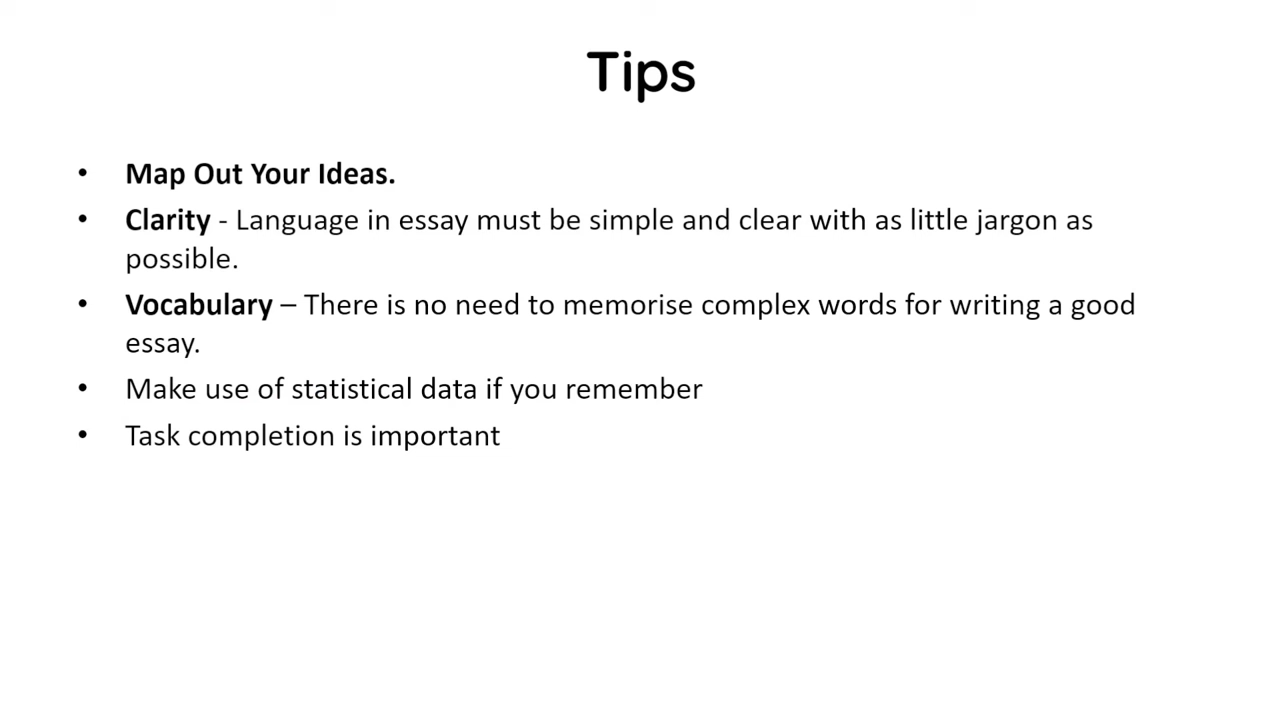 Tips
• Map Out Your Ideas.
• Clarity - Language in essay must be simple and clear with as little jargon as
possible.
• Vocabulary – There is no need to memorise complex words for writing a good
essay.
• Make use of statistical data if you remember
• Task completion is important